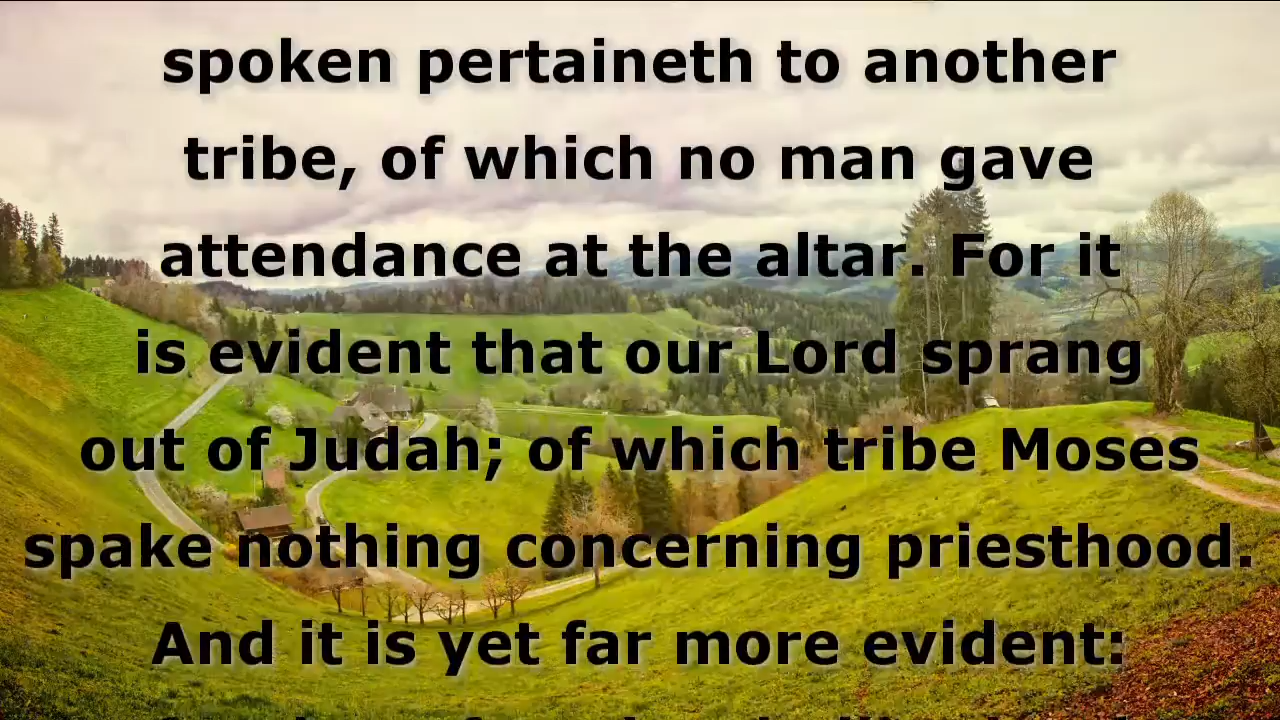 spoken pertaineth to another
tribe, of which no man gave
attendance at the altar. For it
is evident that our Lord sprang
out of Judah; of which tribe Moses
spake nothing concerning priesthood.
And it is yet far more evident: